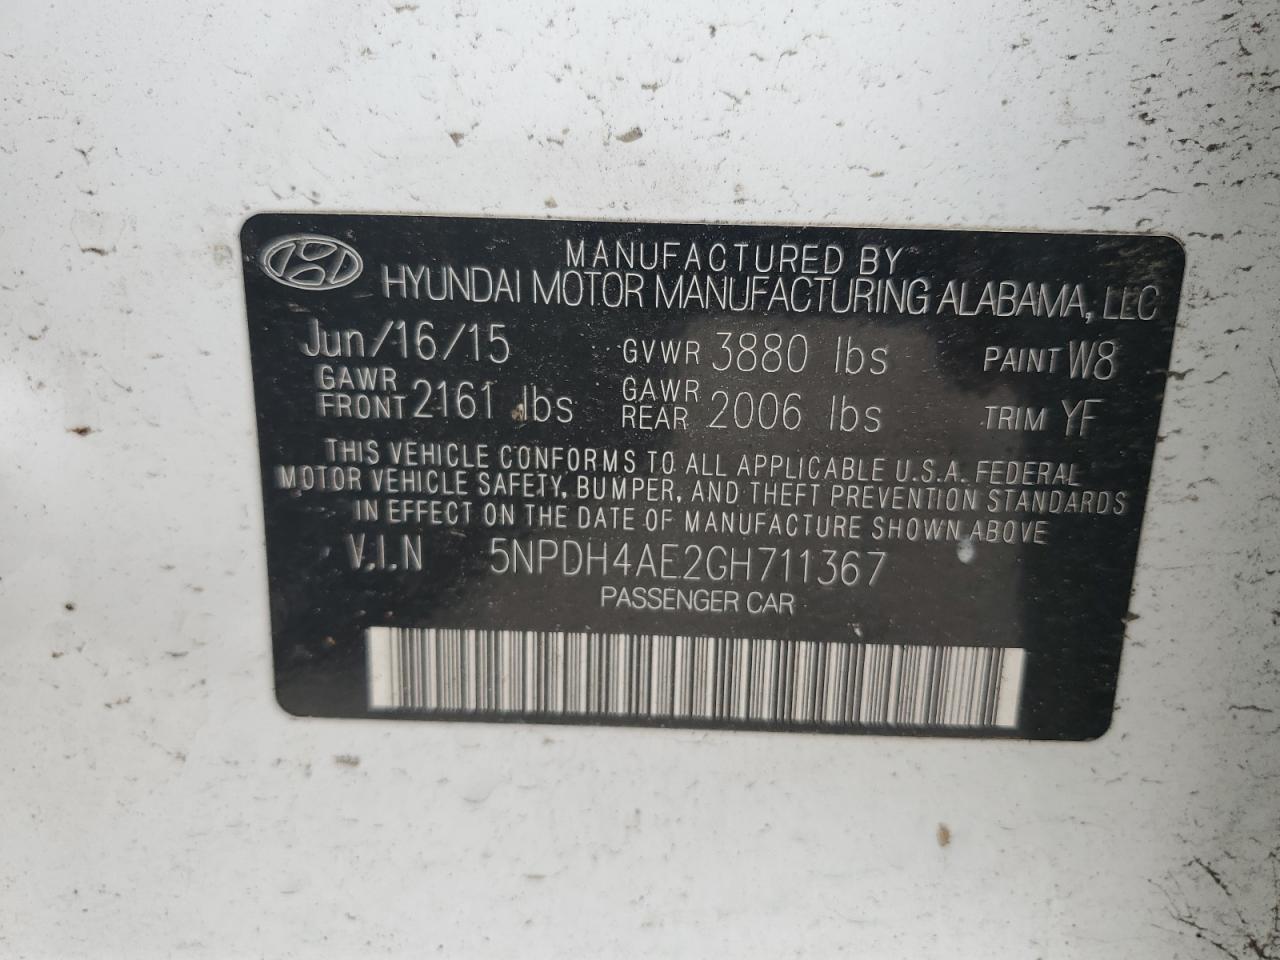 MANUFACTURED BY
HYUNDAI MOTOR MANUFACTURING ALABAMA, LLC
Jun/16/15 GVWR 3880 lbs PAINT W8
GAWR FRONT 2161 lbs GAWR REAR 2006 lbs TRIM YF
THIS VEHICLE CONFORMS TO ALL APPLICABLE U.S.A. FEDERAL
MOTOR VEHICLE SAFETY, BUMPER, AND THEFT PREVENTION STANDARDS
IN EFFECT ON THE DATE OF MANUFACTURE SHOWN ABOVE
V.I.N 5NPDH4AE2GH711367
PASSENGER CAR